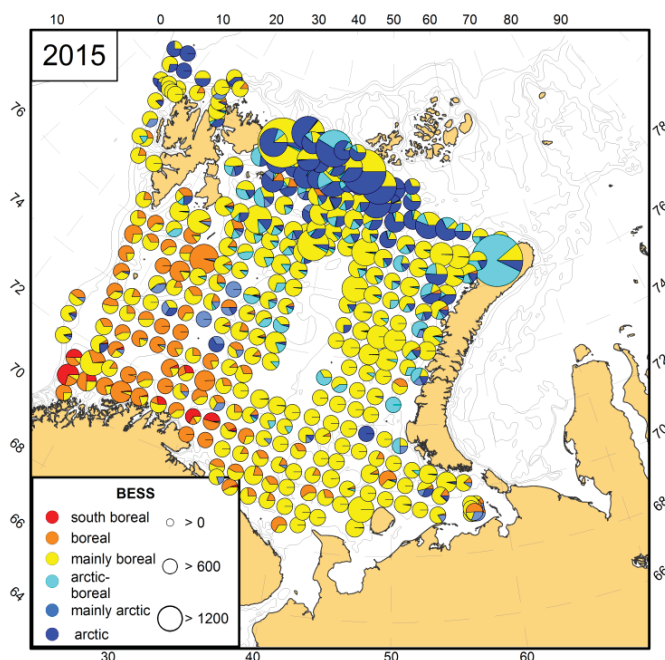 10 0 10 20 30 40 50 60 70 80 90
2015
76
78
74
76
72
74
70
72
68
70
66
68
64
66
BESS
south boreal > 0
boreal
mainly boreal > 600
arctic-
boreal
mainly arctic > 1200
arctic
30 40 50 60